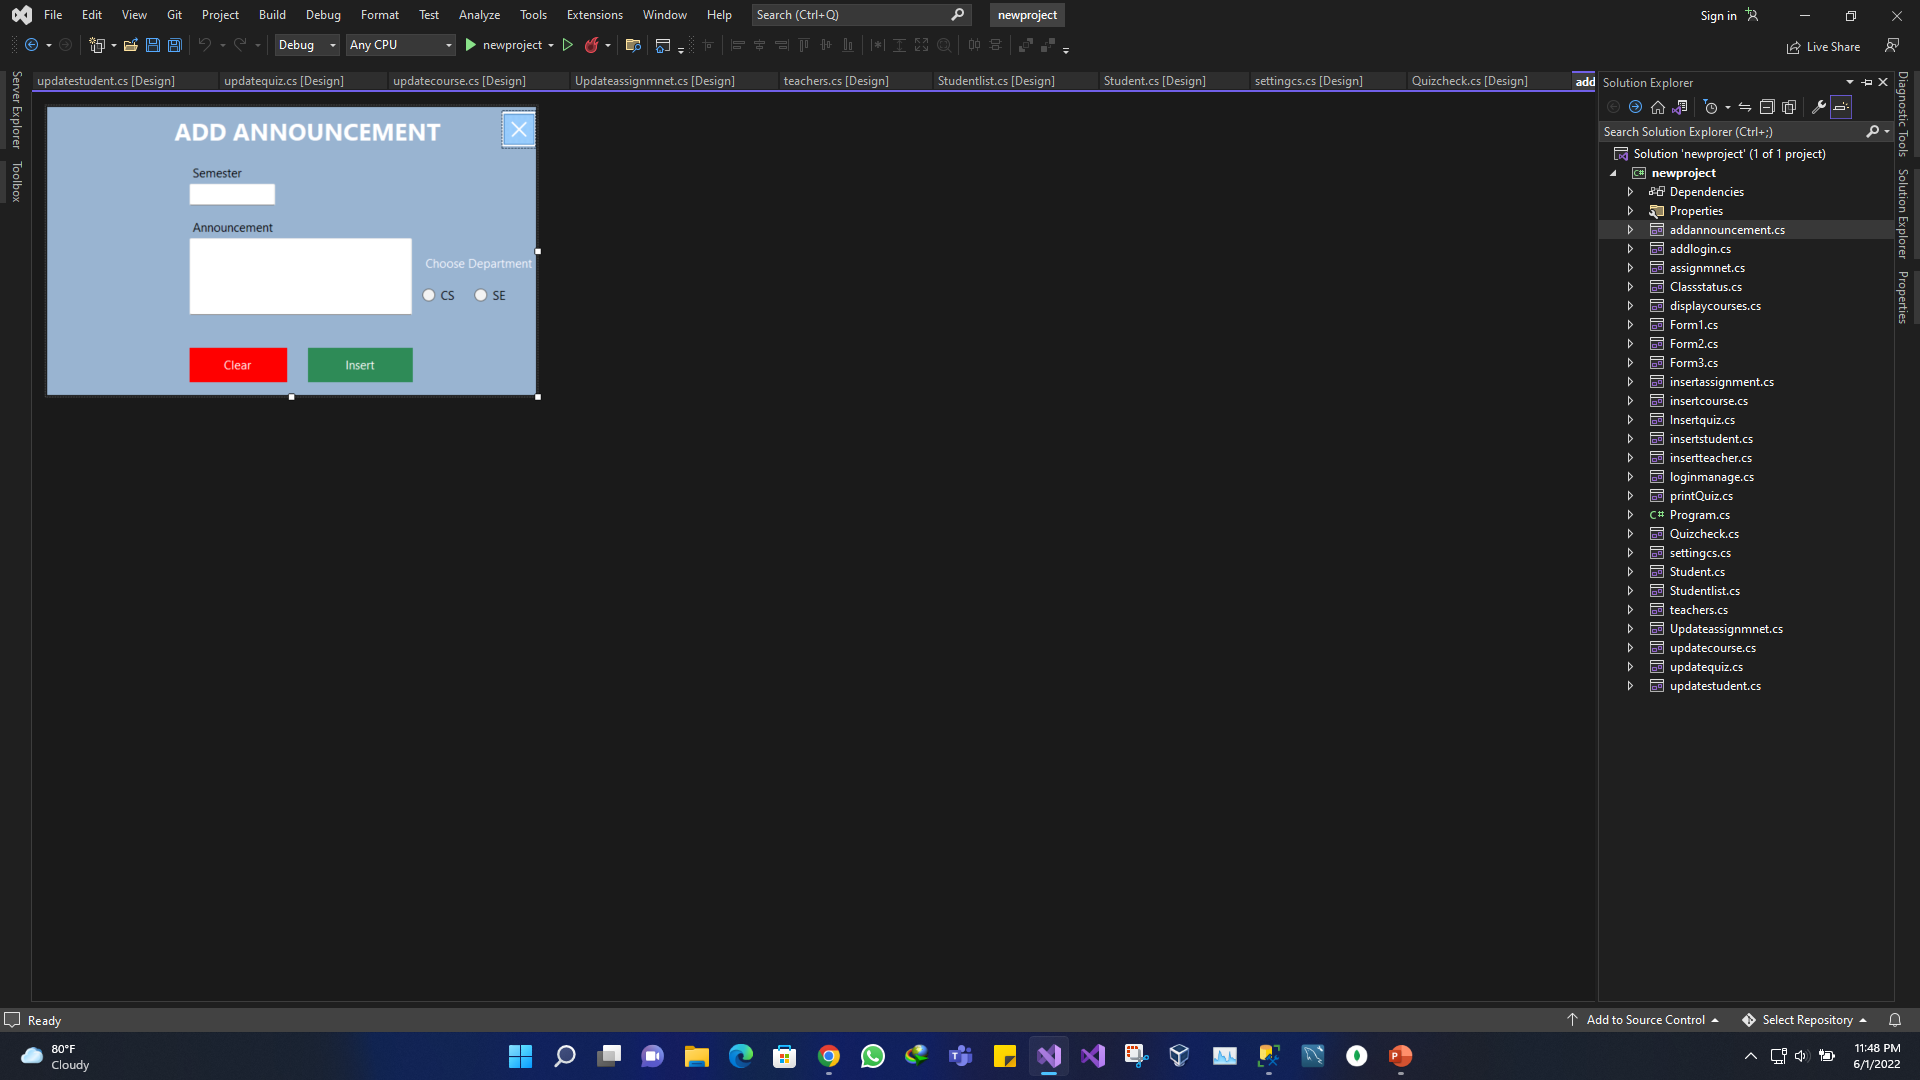 File Edit View Git Project Build Debug Format Test Analyze Tools Extensions Window Help Search (Ctrl+Q) newproject Sign in
Debug Any CPU newproject Live Share
updatestudent.cs [Design] updatequiz.cs [Design] updatecourse.cs [Design] Updateassignmnet.cs [Design] teachers.cs [Design] Studentlist.cs [Design] Student.cs [Design] settingcs.cs [Design] Quizcheck.cs [Design] add
Server Explorer
Toolbox
ADD ANNOUNCEMENT
Semester
Announcement
Choose Department
CS SE
Clear Insert
Solution Explorer
Search Solution Explorer (Ctrl+;)
Solution 'newproject' (1 of 1 project)
C# newproject
Dependencies
Properties
addannouncement.cs
addlogin.cs
assignmnet.cs
Classstatus.cs
displaycourses.cs
Form1.cs
Form2.cs
Form3.cs
insertassignment.cs
insertcourse.cs
Insertquiz.cs
insertstudent.cs
insertteacher.cs
loginmanage.cs
printQuiz.cs
C# Program.cs
Quizcheck.cs
settingcs.cs
Student.cs
Studentlist.cs
teachers.cs
Updateassignmnet.cs
updatecourse.cs
updatequiz.cs
updatestudent.cs
Diagnostic Tools
Solution Explorer
Properties
Ready Add to Source Control Select Repository
80°F
Cloudy
11:48 PM
6/1/2022